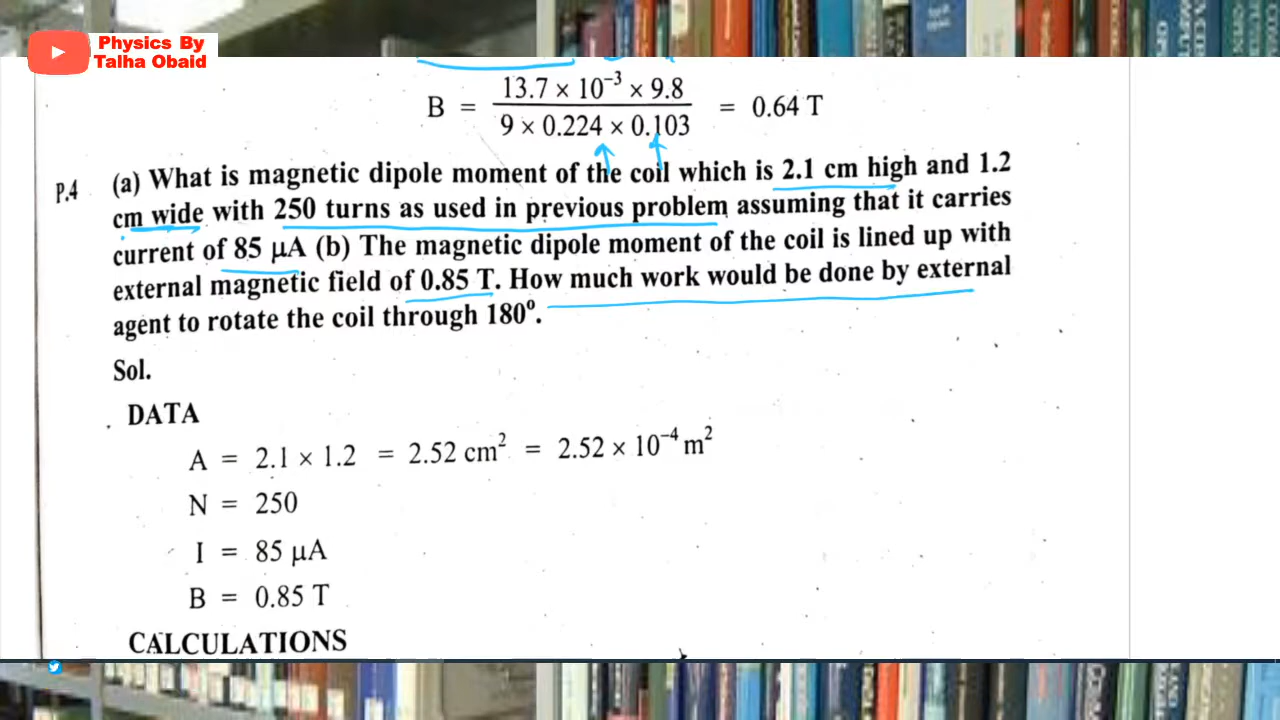 Physics By
Talha Obaid
B = 13.7 × 10⁻³ × 9.8 / 9 × 0.224 × 0.103 = 0.64 T
P.4 (a) What is magnetic dipole moment of the coil which is 2.1 cm high and 1.2
cm wide with 250 turns as used in previous problem assuming that it carries
current of 85 μA (b) The magnetic dipole moment of the coil is lined up with
external magnetic field of 0.85 T. How much work would be done by external
agent to rotate the coil through 180º.
Sol.
DATA
A = 2.1 × 1.2 = 2.52 cm² = 2.52 × 10⁻⁴ m²
N = 250
I = 85 μA
B = 0.85 T
CALCULATIONS